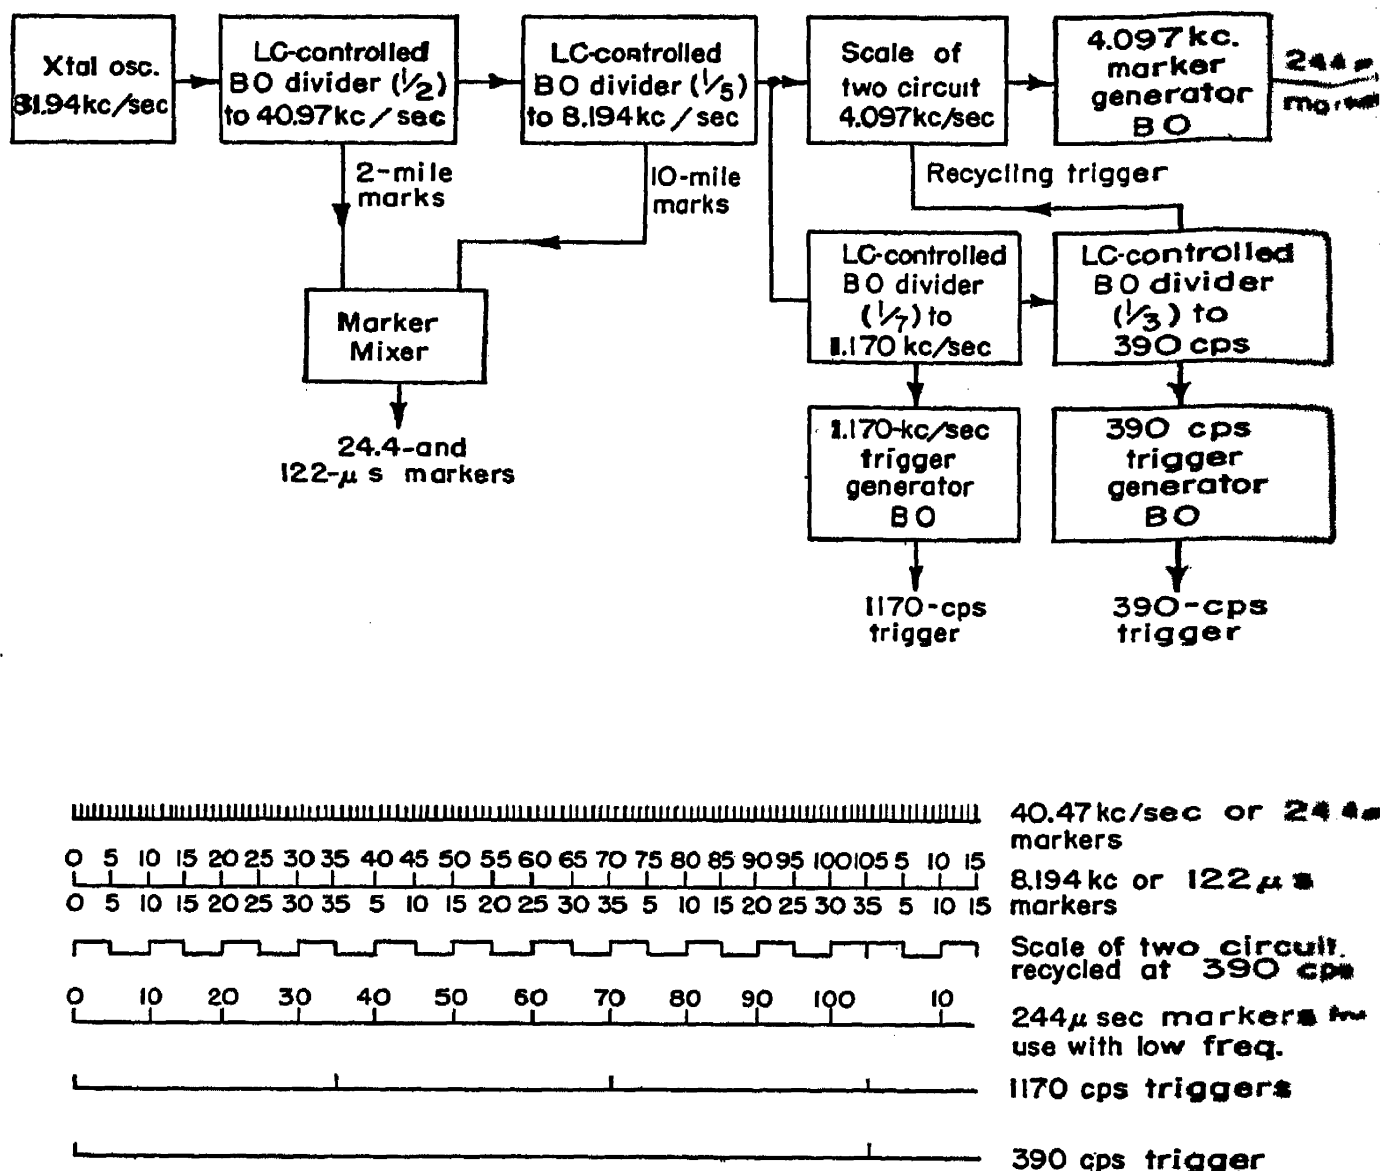 Xtal osc.
81.94kc/sec
LC-controlled
BO divider (1/2)
to 40.97kc/sec
LC-controlled
BO divider (1/5)
to 8.194kc/sec
Scale of
two circuit
4.097kc/sec
4.097kc.
marker
generator
BO
2-mile
marks
10-mile
marks
Recycling trigger
Marker
Mixer
24.4-and
122-μs markers
LC-controlled
BO divider
(1/7) to
1.170 kc/sec
LC-controlled
BO divider
(1/3) to
390 cps
1.170-kc/sec
trigger
generator
BO
390 cps
trigger
generator
BO
1170-cps
trigger
390-cps
trigger
40.47kc/sec or
markers
0 5 10 15 20 25 30 35 40 45 50 55 60 65 70 75 80 85 90 95 100 105 5 10 15
8.194kc or 122μs
0 5 10 15 20 25 30 35 5 10 15 20 25 30 35 5 10 15 20 25 30 35 5 10 15
markers
Scale of two circuit.
recycled at 390 cps
0 10 20 30 40 50 60 70 80 90 100 10
244μ sec markers
use with low freq.
1170 cps triggers
390 cps trigger